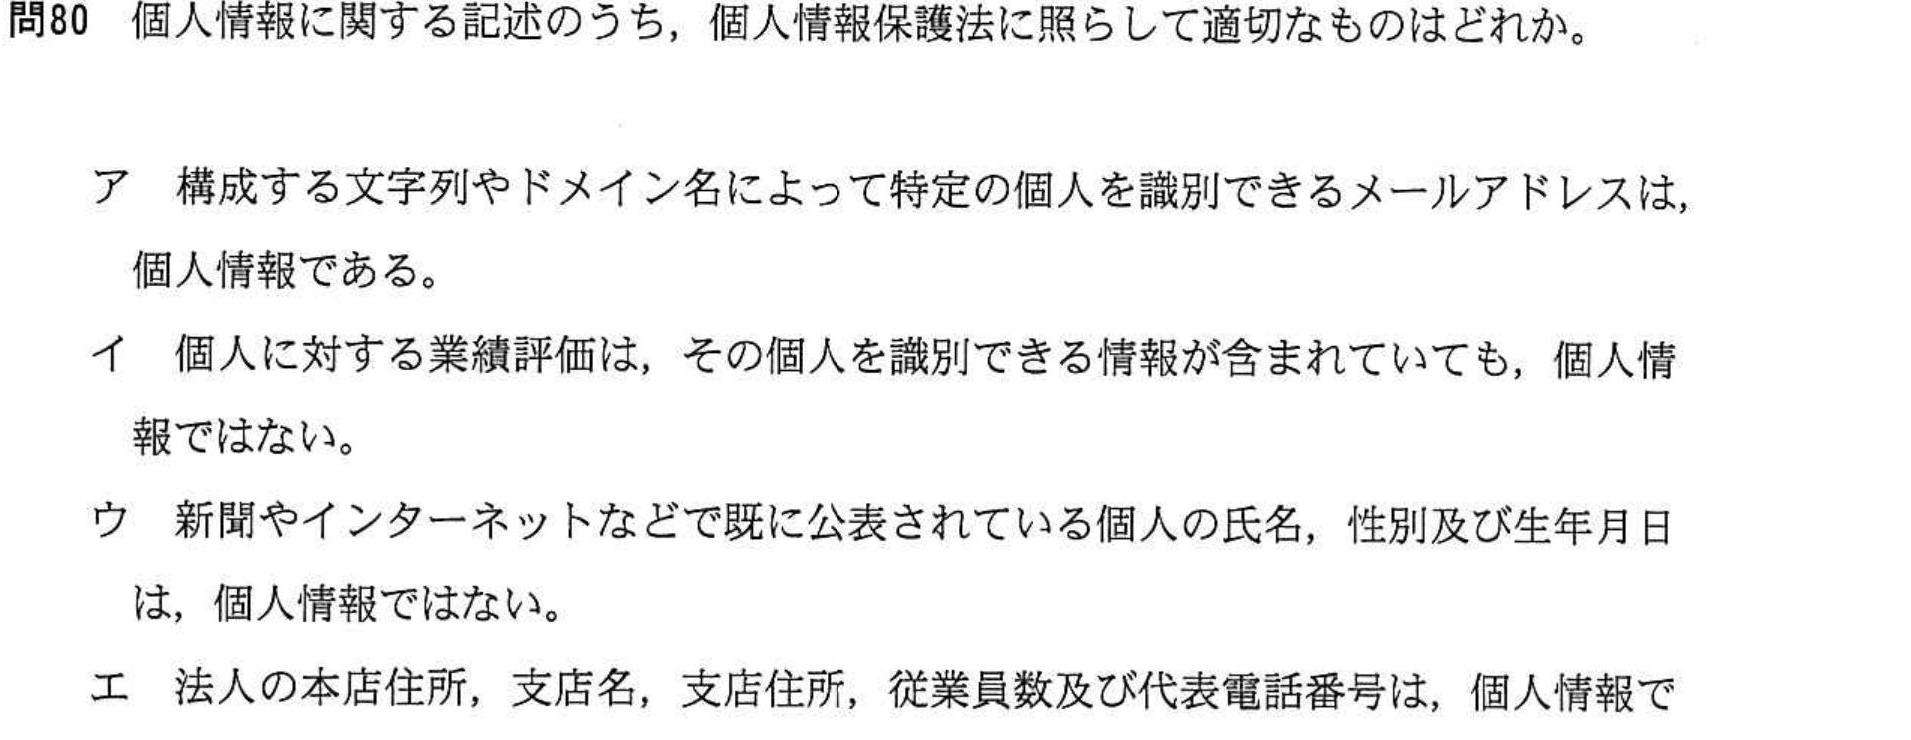 問80 個人情報に関する記述のうち，個人情報保護法に照らして適切なものはどれか。
ア 構成する文字列やドメイン名によって特定の個人を識別できるメールアドレスは，
個人情報である。
イ 個人に対する業績評価は，その個人を識別できる情報が含まれていても，個人情
報ではない。
ウ 新聞やインターネットなどで既に公表されている個人の氏名，性別及び生年月日
は，個人情報ではない。
エ 法人の本店住所，支店名，支店住所，従業員数及び代表電話番号は，個人情報で